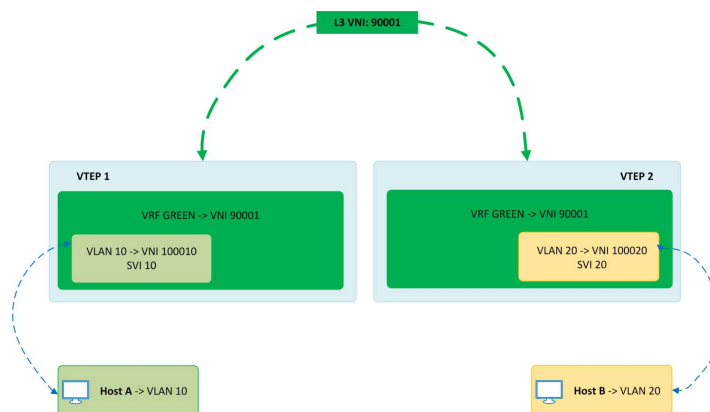 L3 VNI: 90001
VTEP 1
VRF GREEN -> VNI 90001
VLAN 10 -> VNI 100010
SVI 10
VTEP 2
VRF GREEN -> VNI 90001
VLAN 20 -> VNI 100020
SVI 20
Host A -> VLAN 10
Host B -> VLAN 20